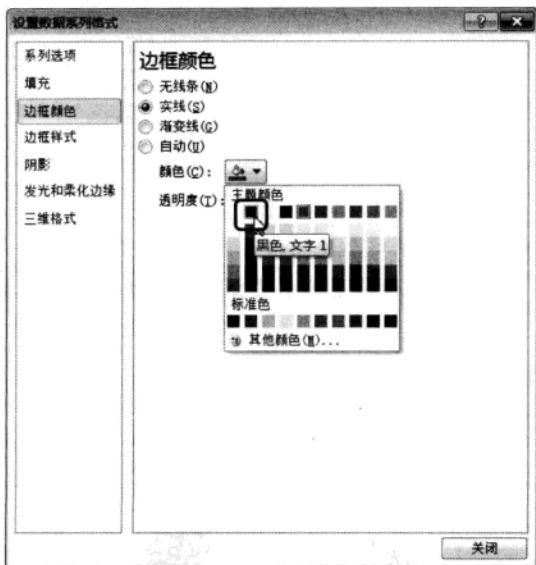 设置数据系列格式
系列选项
填充
边框颜色
边框样式
阴影
发光和柔化边缘
三维格式
边框颜色
无线条(N)
实线(S)
渐变线(G)
自动(U)
颜色(C):
透明度(T):
主题颜色
黑色, 文字 1
标准色
其他颜色(M)...
关闭